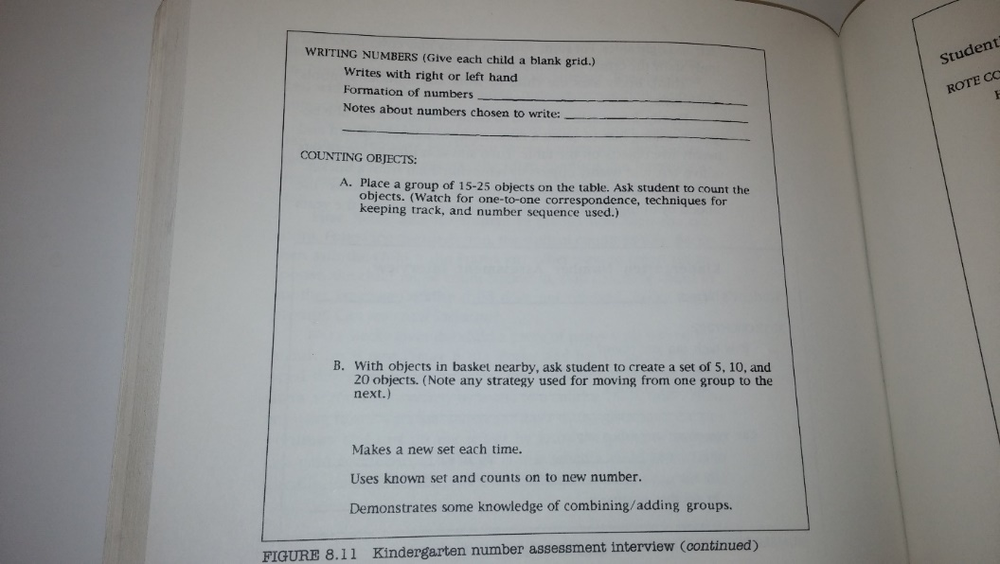 WRITING NUMBERS (Give each child a blank grid.)
Writes with right or left hand
Formation of numbers
Notes about numbers chosen to write:
COUNTING OBJECTS:
A. Place a group of 15-25 objects on the table. Ask student to count the
objects. (Watch for one-to-one correspondence, techniques for
keeping track, and number sequence used.)
B. With objects in basket nearby, ask student to create a set of 5, 10, and
20 objects. (Note any strategy used for moving from one group to the
next.)
Makes a new set each time.
Uses known set and counts on to new number.
Demonstrates some knowledge of combining/adding groups.
FIGURE 8.11 Kindergarten number assessment interview (continued)
Student
ROTE CO